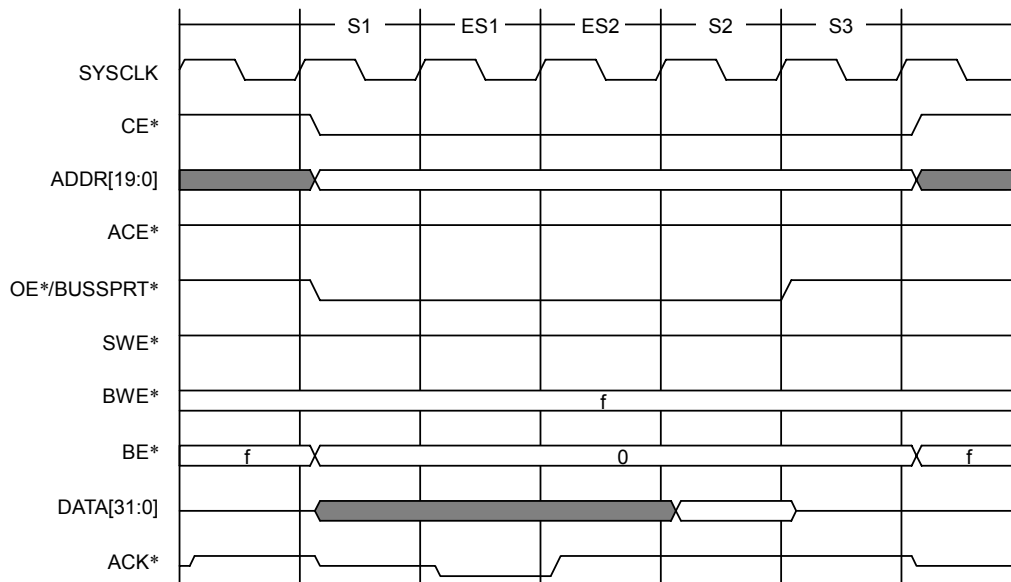 S1 ES1 ES2 S2 S3
SYSCLK
CE*
ADDR[19:0]
ACE*
OE*/BUSSPRT*
SWE*
BWE* f
BE* f 0 f
DATA[31:0]
ACK*